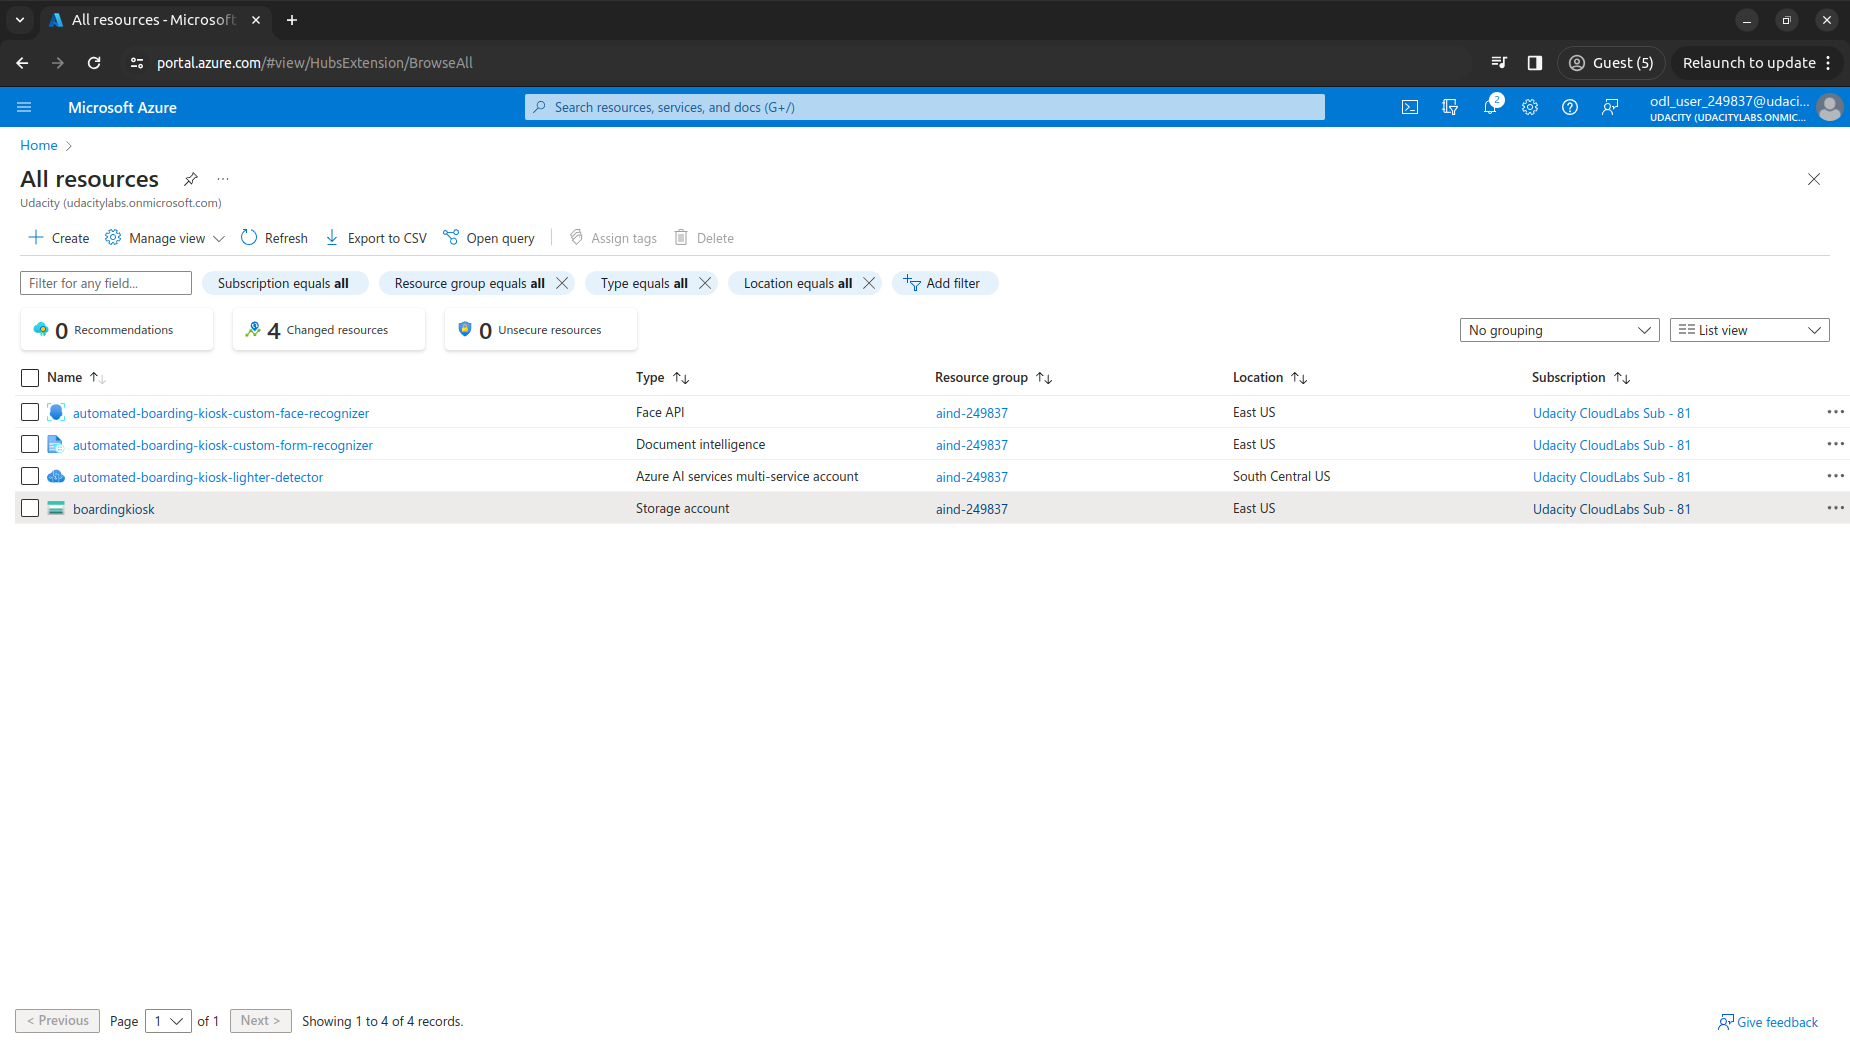 All resources - Microsoft
portal.azure.com/#view/HubsExtension/BrowseAll
Guest (5)
Relaunch to update
Microsoft Azure
Search resources, services, and docs (G+/)
2
odl_user_249837@udaci...
UDACITY (UDACITYLABS.ONMIC...
Home
All resources
Udacity (udacitylabs.onmicrosoft.com)
Create Manage view Refresh Export to CSV Open query Assign tags Delete
Filter for any field... Subscription equals all Resource group equals all Type equals all Location equals all Add filter
0 Recommendations 4 Changed resources 0 Unsecure resources No grouping List view
Name Type Resource group Location Subscription
automated-boarding-kiosk-custom-face-recognizer Face API aind-249837 East US Udacity CloudLabs Sub - 81
automated-boarding-kiosk-custom-form-recognizer Document intelligence aind-249837 East US Udacity CloudLabs Sub - 81
automated-boarding-kiosk-lighter-detector Azure AI services multi-service account aind-249837 South Central US Udacity CloudLabs Sub - 81
boardingkiosk Storage account aind-249837 East US Udacity CloudLabs Sub - 81
< Previous Page 1 of 1 Next > Showing 1 to 4 of 4 records. Give feedback